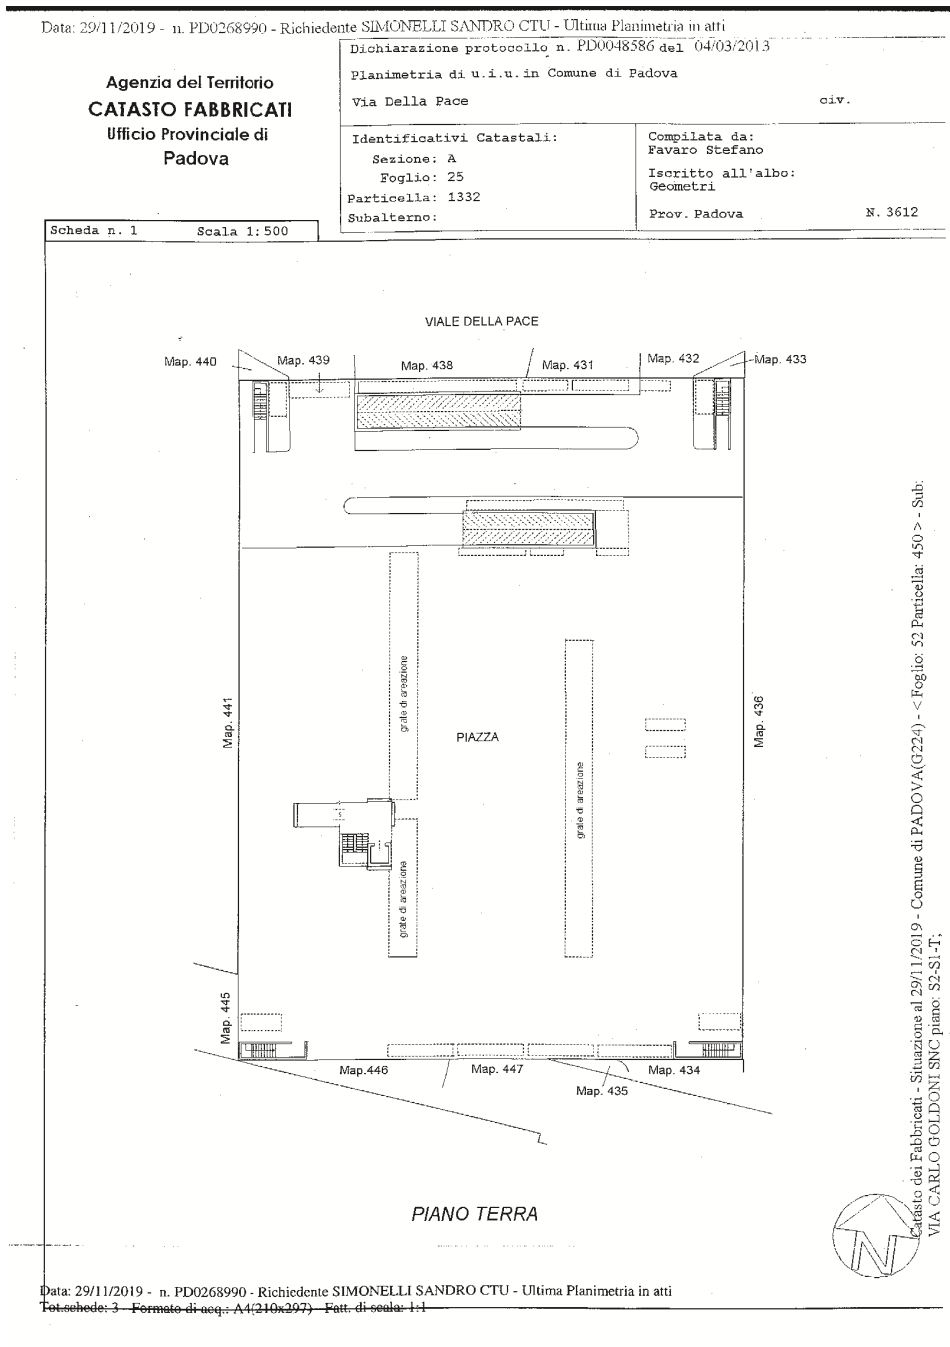 Data: 29/11/2019 - n. PD0268990 - Richiedente SIMONELLI SANDRO CTU - Ultima Planimetria in atti
Agenzia del Territorio
CATASTO FABBRICATI
Ufficio Provinciale di
Padova
Dichiarazione protocollo n. PD0048586 del 04/03/2013
Planimetria di u.i.u. in Comune di Padova
Via Della Pace civ.
Identificativi Catastali:
Sezione: A
Foglio: 25
Particella: 1332
Subalterno:
Compilata da:
Favaro Stefano
Iscritto all'albo:
Geometri
Prov. Padova N. 3612
Scheda n. 1 Scala 1:500
VIALE DELLA PACE
Map. 440
Map. 439
Map. 438
Map. 431
Map. 432
Map. 433
grate di areazione
Map. 441
PIAZZA
Map. 436
grate di areazione
grate di areazione
Map. 445
Map.446
Map. 447
Map. 435
Map. 434
PIANO TERRA
N
Catasto dei Fabbricati - Situazione al 29/11/2019 - Comune di PADOVA(G224) - < Foglio: 52 Particella: 450 > - Sub:
VIA CARLO GOLDONI SNC piano: S2-S1-T;
Data: 29/11/2019 - n. PD0268990 - Richiedente SIMONELLI SANDRO CTU - Ultima Planimetria in atti
Tot.schede: 3 - Formato di acq.: A4(210x297) - Fatt. di scala: 1:1